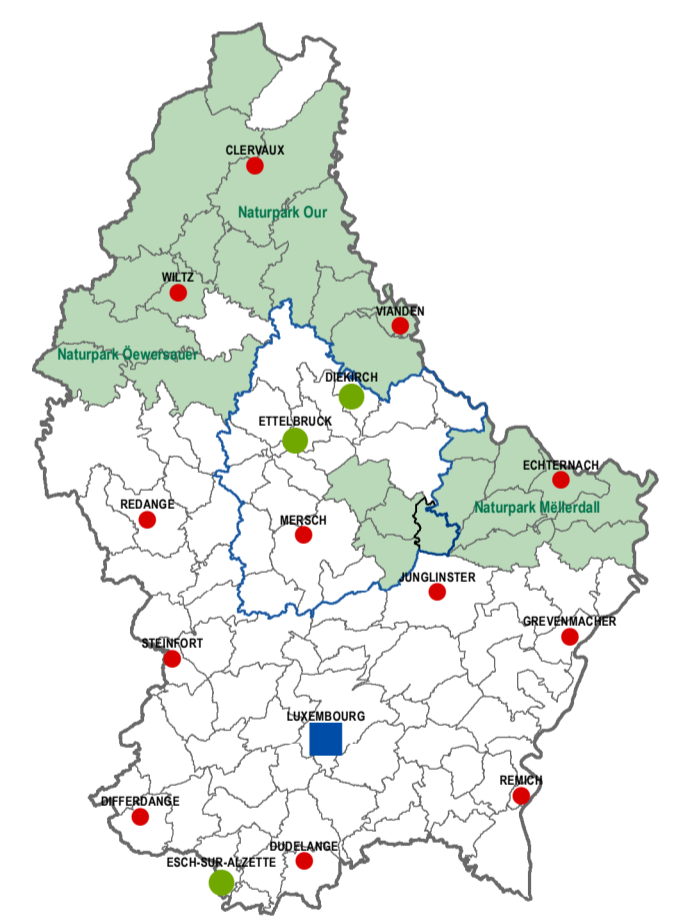 CLERVAUX
Naturpark Our
WILTZ
VIANDEN
Naturpark Öewersauer
DIEKIRCH
ETTELBRUCK
ECHTERNACH
REDANGE
Naturpark Mëllerdall
MERSCH
JUNGLINSTER
GREVENMACHER
STEINFORT
LUXEMBOURG
REMICH
DIFFERDANGE
DUDELANGE
ESCH-SUR-ALZETTE